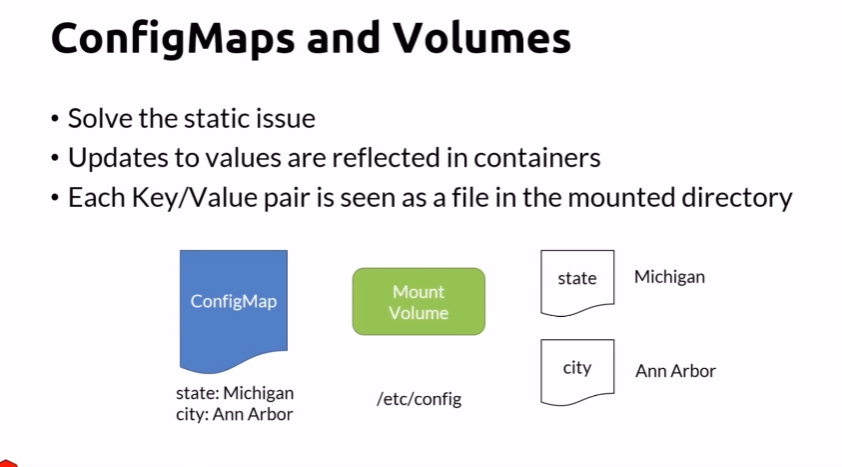 ConfigMaps and Volumes
• Solve the static issue
• Updates to values are reflected in containers
• Each Key/Value pair is seen as a file in the mounted directory
ConfigMap
state: Michigan
city: Ann Arbor
Mount
Volume
/etc/config
state
Michigan
city
Ann Arbor